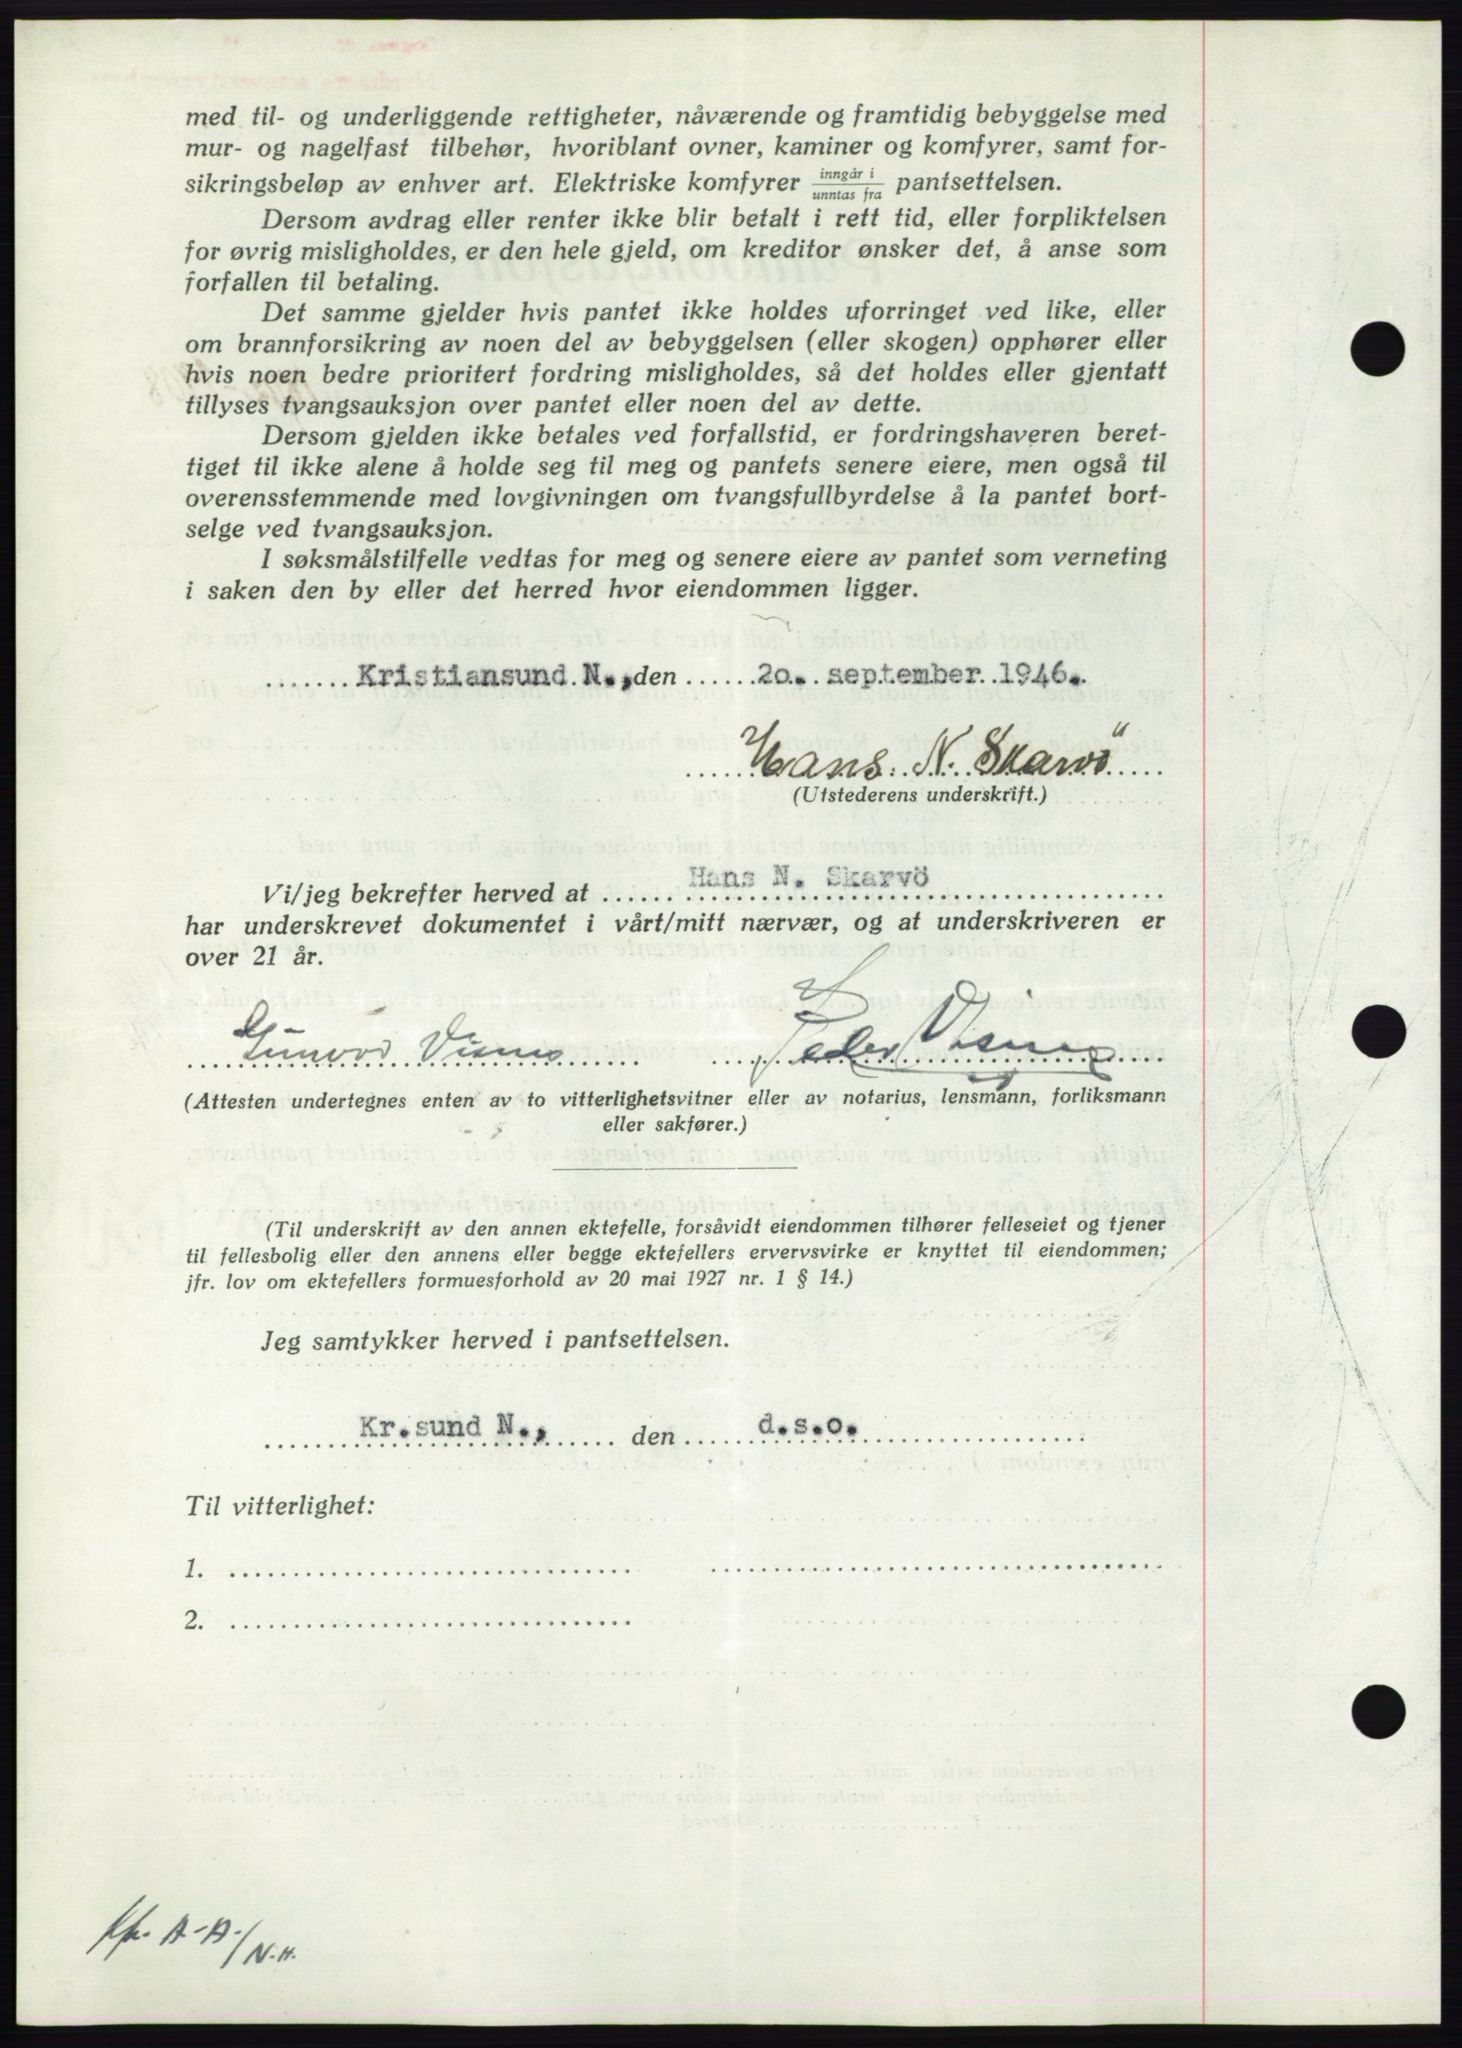 med til- og underliggende rettigheter, nåværende og framtidig bebyggelse med
mur- og nagelfast tilbehør, hvoriblant ovner, kaminer og komfyrer, samt for-
sikringsbeløp av enhver art. Elektriske komfyrer inngår i / unntas fra pantsettelsen.
Dersom avdrag eller renter ikke blir betalt i rett tid, eller forpliktelsen
for øvrig misligholdes, er den hele gjeld, om kreditor ønsker det, å anse som
forfallen til betaling.
Det samme gjelder hvis pantet ikke holdes uforringet ved like, eller
om brannforsikring av noen del av bebyggelsen (eller skogen) opphører eller
hvis noen bedre prioritert fordring misligholdes, så det holdes eller gjentatt
tillyses tvangsauksjon over pantet eller noen del av dette.
Dersom gjelden ikke betales ved forfallstid, er fordringshaveren beret-
tiget til ikke alene å holde seg til meg og pantets senere eiere, men også til
overensstemmende med lovgivningen om tvangsfullbyrdelse å la pantet bort-
selge ved tvangsauksjon.
I søksmålstilfelle vedtas for meg og senere eiere av pantet som verneting
i saken den by eller det herred hvor eiendommen ligger.
Kristiansund N., den 20. september 1946.
Hans N. Skarvö
(Utstederens underskrift.)
Vi/jeg bekrefter herved at Hans N. Skarvö
har underskrevet dokumentet i vårt/mitt nærvær, og at underskriveren er
over 21 år.
Gunvor Visnes Peder Visnes
(Attesten undertegnes enten av to vitterlighetsvitner eller av notarius, lensmann, forliksmann
eller sakfører.)
(Til underskrift av den annen ektefelle, forsåvidt eiendommen tilhører felleseiet og tjener
til fellesbolig eller den annens eller begge ektefellers ervervsvirke er knyttet til eiendommen;
jfr. lov om ektefellers formuesforhold av 20 mai 1927 nr. 1 § 14.)
Jeg samtykker herved i pantsettelsen.
Kr.sund N., den d.s.o.
Til vitterlighet:
1.
2.
A-A-/N.H.